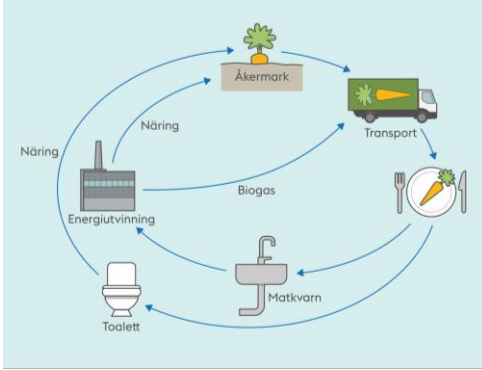 Åkermark
Transport
Näring
Näring
Biogas
Energiutvinning
Matkvarn
Toalett